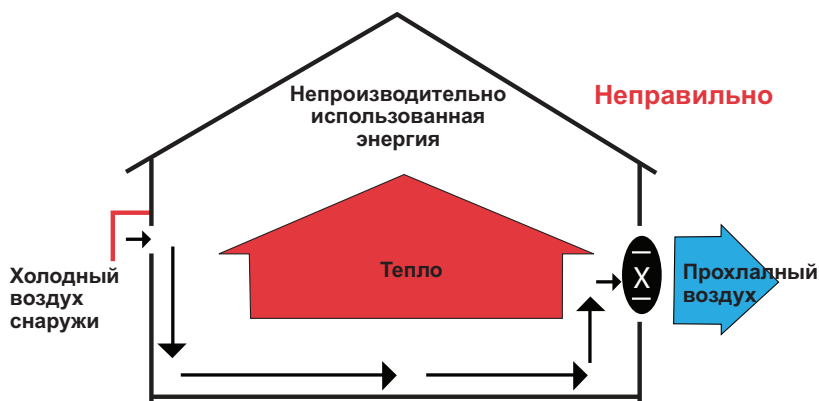 Непроизводительно
использованная
энергия
Неправильно
Холодный
воздух
снаружи
Тепло
X
Прохлалный
воздух